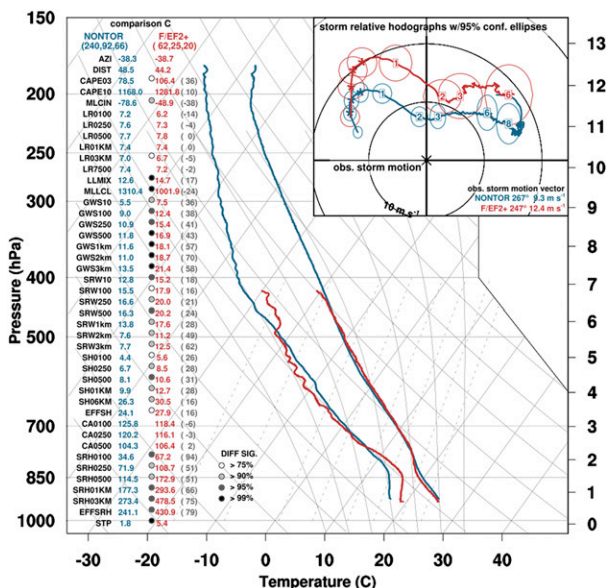 comparison C
NONTOR F/EF2+
(240,92,66) ( 62,25,20)
AZI -38.3 -38.7
DIST 48.5 44.2
CAPE03 78.5 106.4 (36)
CAPE10 1168.0 1281.8 (10)
MLCIN -78.6 -48.9 (-38)
LR0100 7.2 6.2 (-14)
LR0250 7.6 7.3 (-4)
LR0500 7.7 7.8 ( 0)
LR01KM 7.4 7.4 ( 0)
LR03KM 7.0 6.7 (-5)
LR7500 7.4 7.2 (-2)
LLMIX 12.6 14.7 (17)
MLLCL 1310.4 1001.9 (-24)
GWS10 5.5 7.5 (36)
GWS100 9.0 12.4 (38)
GWS250 10.9 15.4 (41)
GWS500 11.8 16.9 (43)
GWS1km 11.6 18.1 (57)
GWS2km 11.0 18.7 (70)
GWS3km 13.5 21.4 (58)
SRW10 12.8 15.2 (18)
SRW100 15.5 17.9 (16)
SRW250 16.6 20.0 (21)
SRW500 16.3 20.2 (24)
SRW1km 13.8 17.6 (28)
SRW2km 7.6 11.2 (49)
SRW3km 7.7 12.5 (62)
SH0100 4.4 5.6 (26)
SH0250 6.7 8.5 (28)
SH0500 8.1 10.6 (31)
SH01KM 9.9 12.7 (28)
SH06KM 26.3 30.5 (16)
EFFSH 24.1 27.9 (16)
CA0100 125.8 118.4 (-6)
CA0250 120.2 116.1 (-3)
CA0500 104.3 106.4 ( 2)
SRH0100 34.6 67.2 (94)
SRH0250 71.9 108.7 (51)
SRH0500 114.5 172.9 (51)
SRH01KM 177.3 293.6 (66)
SRH03KM 273.4 478.5 (75)
EFFSRH 241.1 430.9 (79)
STP 1.8 5.4
DIFF SIG.
> 75%
> 90%
> 95%
> 99%
storm relative hodographs w/95% conf. ellipses
1
2
3
6
1
2
3
6
8
obs. storm motion
10 m s-1
obs. storm motion vector
NONTOR 267° 9.3 m s-1
F/EF2+ 247° 12.4 m s-1
Pressure (hPa)
200
250
300
400
500
700
850
1000
13
12
11
10
9
8
7
6
5
4
3
2
1
0
-30 -20 -10 0 10 20 30 40
Temperature (C)